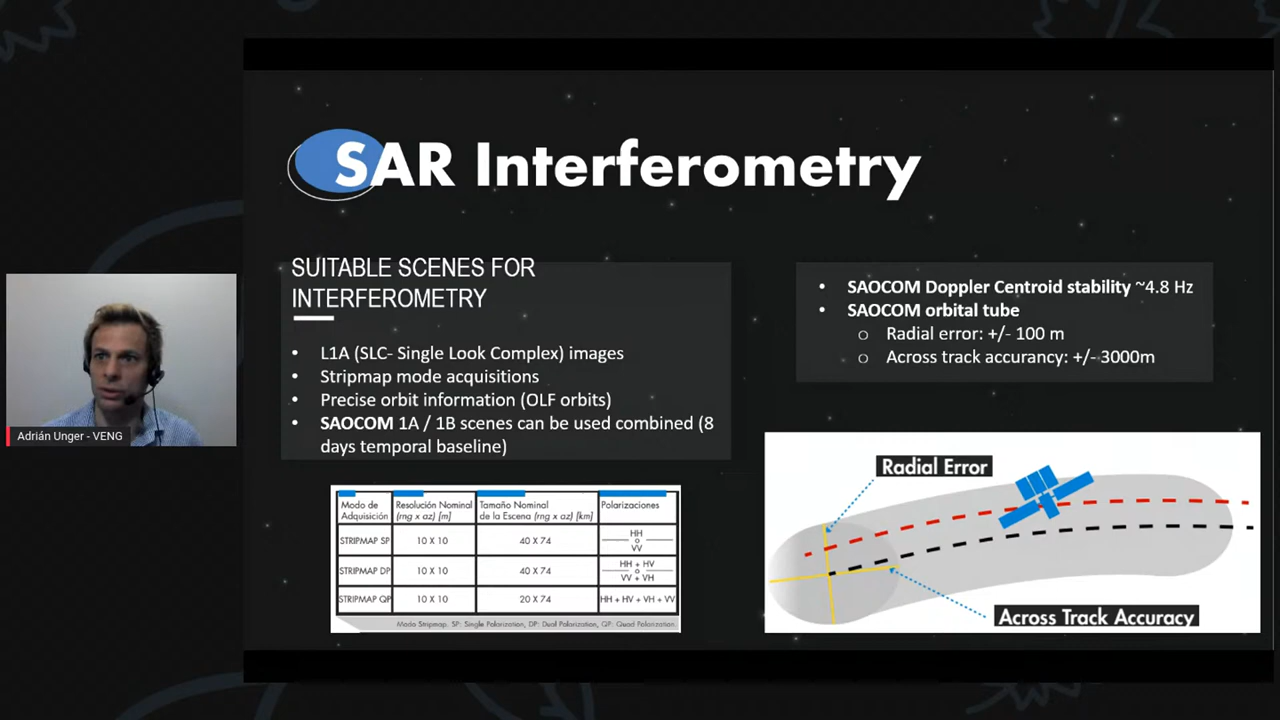 SAR Interferometry
SUITABLE SCENES FOR
INTERFEROMETRY
• L1A (SLC- Single Look Complex) images
• Stripmap mode acquisitions
• Precise orbit information (OLF orbits)
• SAOCOM 1A / 1B scenes can be used combined (8
days temporal baseline)
• SAOCOM Doppler Centroid stability ~4.8 Hz
• SAOCOM orbital tube
o Radial error: +/- 100 m
o Across track accurancy: +/- 3000m
Adrián Unger - VENG
Modo de Adquisición | Resolución Nominal (rng x az) [m] | Tamaño Nominal de la Escena (rng x az) [km] | Polarizaciones
STRIPMAP SP | 10 X 10 | 40 X 74 | HH o VV
STRIPMAP DP | 10 X 10 | 40 X 74 | HH + HV o VV + VH
STRIPMAP QP | 10 X 10 | 20 X 74 | HH + HV + VH + VV
Modo Stripmap. SP: Single Polarization, DP: Dual Polarization, QP: Quad Polarization.
Radial Error
Across Track Accuracy